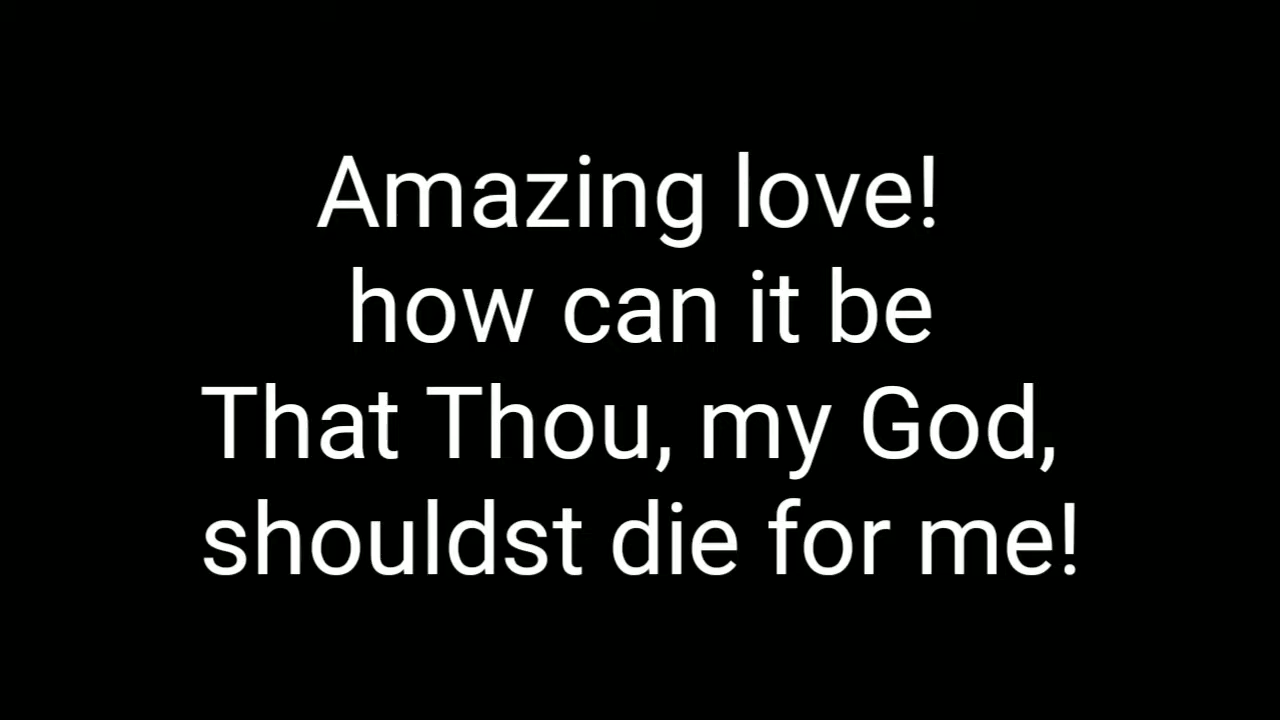 Amazing love!
how can it be
That Thou, my God,
shouldst die for me!